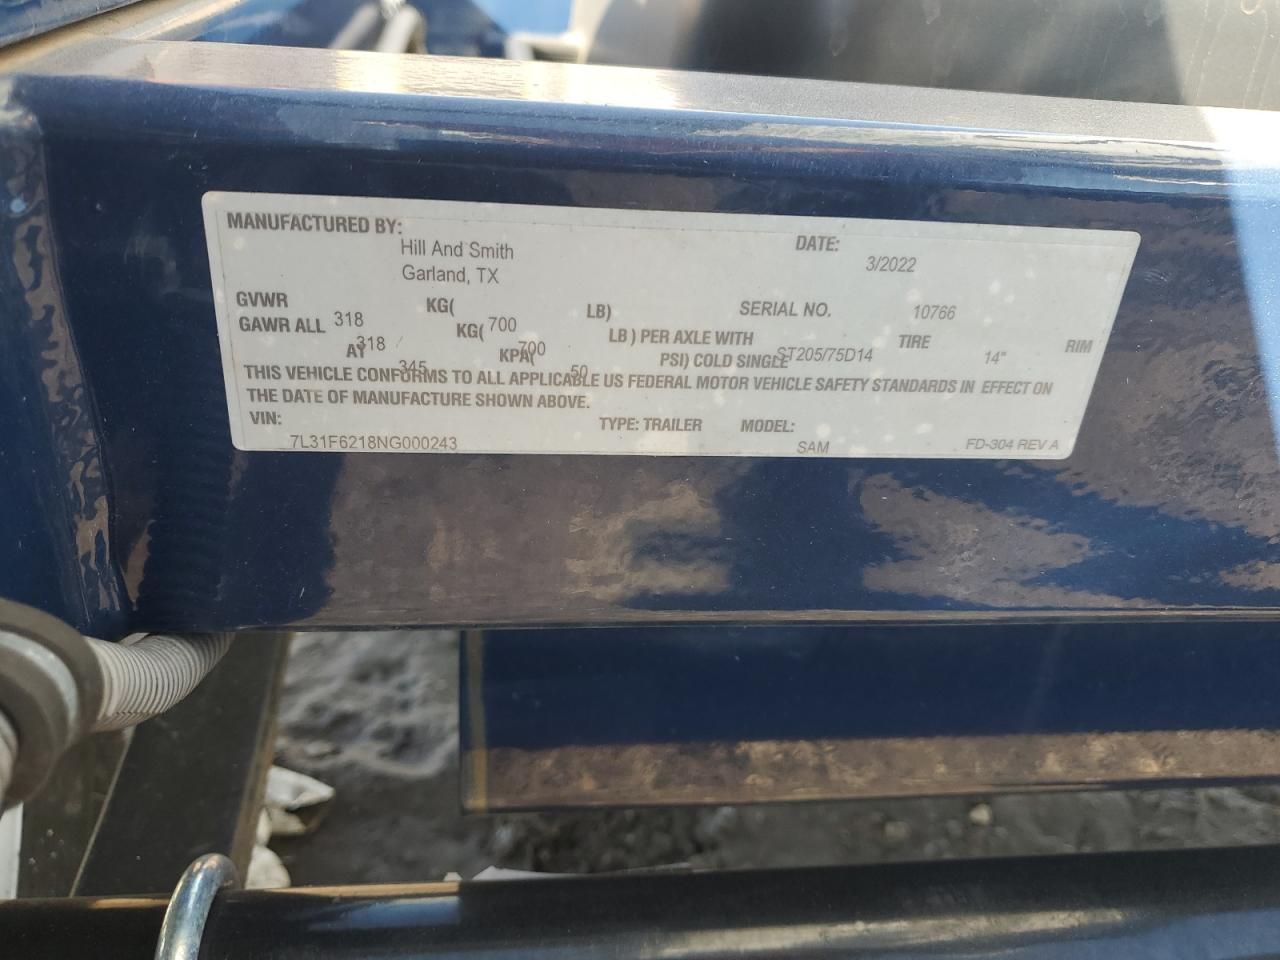 MANUFACTURED BY: DATE:
Hill And Smith 3/2022
Garland, TX
GVWR 318 KG( 700 LB) SERIAL NO. 10766
GAWR ALL 318 KG( 700 LB ) PER AXLE WITH ST205/75D14 TIRE 14" RIM
AT 345 KPA( 50 PSI) COLD SINGLE
THIS VEHICLE CONFORMS TO ALL APPLICABLE US FEDERAL MOTOR VEHICLE SAFETY STANDARDS IN EFFECT ON
THE DATE OF MANUFACTURE SHOWN ABOVE.
VIN: 7L31F6218NG000243 TYPE: TRAILER MODEL: SAM FD-304 REV A